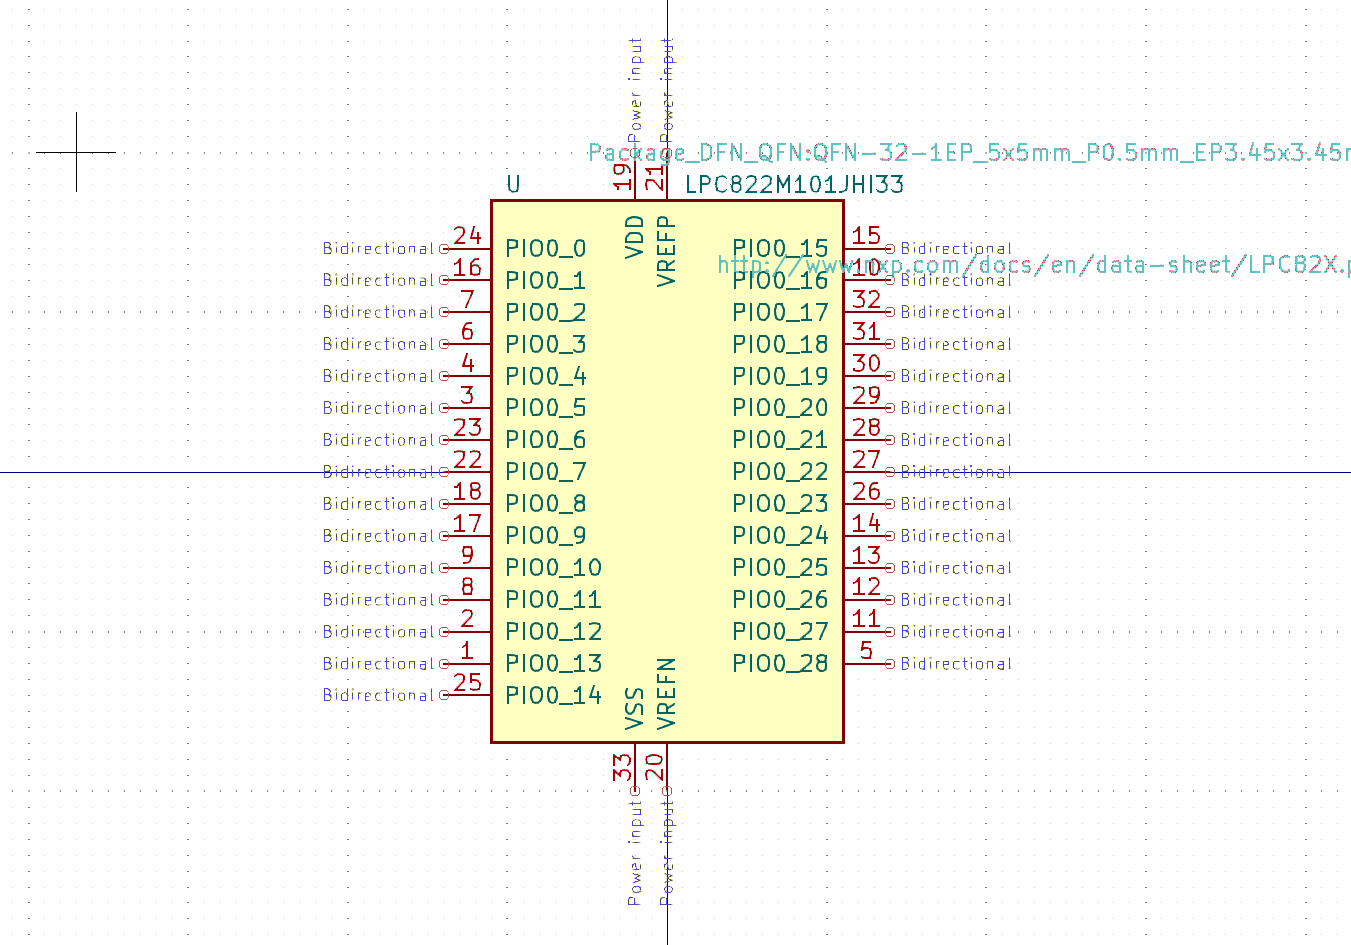 Power input Power input
Package_DFN_QFN:QFN-32-1EP_5x5mm_P0.5mm_EP3.45x3.45m
19 21
U LPC822M101JHI33
VDD VREFP
Bidirectional 24 PIO0_0 PIO0_15 15 Bidirectional
http://www.nxp.com/docs/en/data-sheet/LPC82X.p
Bidirectional 16 PIO0_1 PIO0_16 10 Bidirectional
Bidirectional 7 PIO0_2 PIO0_17 32 Bidirectional
Bidirectional 6 PIO0_3 PIO0_18 31 Bidirectional
Bidirectional 4 PIO0_4 PIO0_19 30 Bidirectional
Bidirectional 3 PIO0_5 PIO0_20 29 Bidirectional
Bidirectional 23 PIO0_6 PIO0_21 28 Bidirectional
Bidirectional 22 PIO0_7 PIO0_22 27 Bidirectional
Bidirectional 18 PIO0_8 PIO0_23 26 Bidirectional
Bidirectional 17 PIO0_9 PIO0_24 14 Bidirectional
Bidirectional 9 PIO0_10 PIO0_25 13 Bidirectional
Bidirectional 8 PIO0_11 PIO0_26 12 Bidirectional
Bidirectional 2 PIO0_12 PIO0_27 11 Bidirectional
Bidirectional 1 PIO0_13 PIO0_28 5 Bidirectional
Bidirectional 25 PIO0_14
VSS VREFN
33 20
Power input Power input